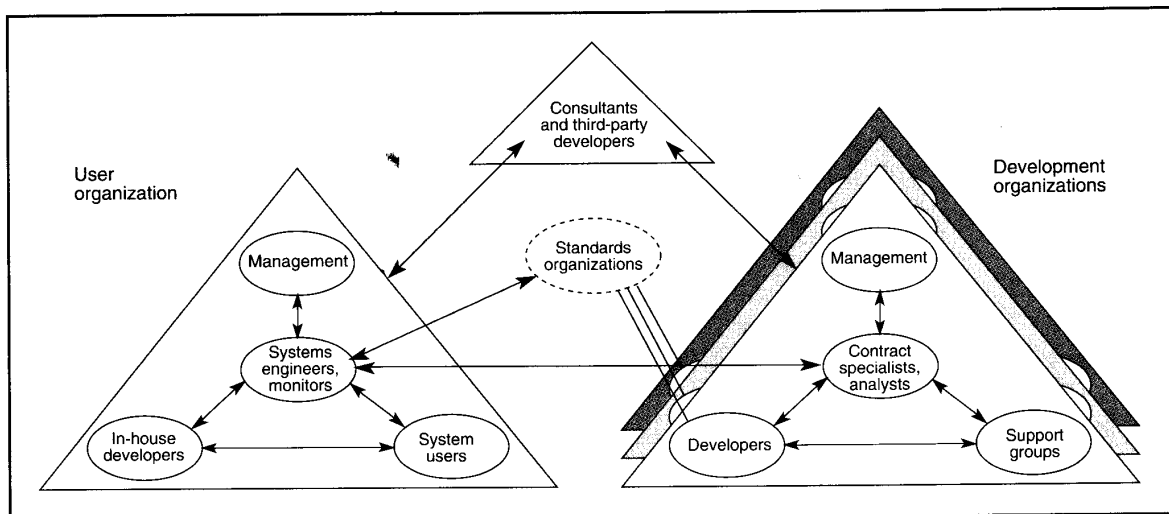 Consultants
and third-party
developers
User
organization
Development
organizations
Standards
organizations
Management
Management
Systems
engineers,
monitors
Contract
specialists,
analysts
In-house
developers
System
users
Developers
Support
groups